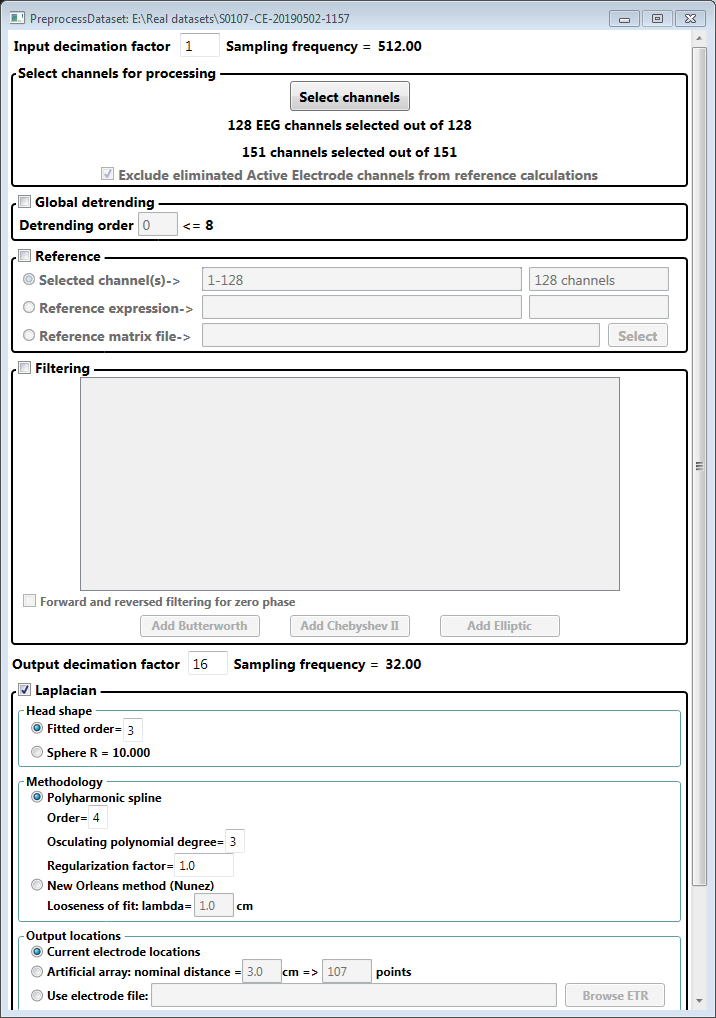 PreprocessDataset: E:\Real datasets\S0107-CE-20190502-1157
Input decimation factor 1 Sampling frequency = 512.00
Select channels for processing
Select channels
128 EEG channels selected out of 128
151 channels selected out of 151
Exclude eliminated Active Electrode channels from reference calculations
Global detrending
Detrending order 0 <= 8
Reference
Selected channel(s)-> 1-128 128 channels
Reference expression->
Reference matrix file-> Select
Filtering
Forward and reversed filtering for zero phase
Add Butterworth Add Chebyshev II Add Elliptic
Output decimation factor 16 Sampling frequency = 32.00
Laplacian
Head shape
Fitted order= 3
Sphere R = 10.000
Methodology
Polyharmonic spline
Order= 4
Osculating polynomial degree= 3
Regularization factor= 1.0
New Orleans method (Nunez)
Looseness of fit: lambda= 1.0 cm
Output locations
Current electrode locations
Artificial array: nominal distance = 3.0 cm => 107 points
Use electrode file: Browse ETR